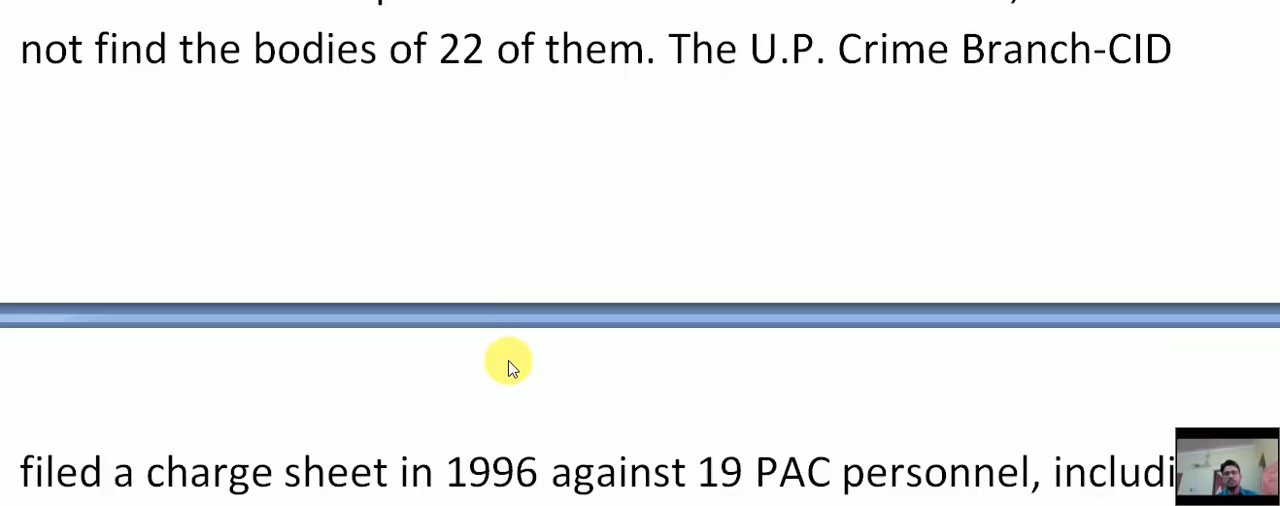 not find the bodies of 22 of them. The U.P. Crime Branch-CID
filed a charge sheet in 1996 against 19 PAC personnel,